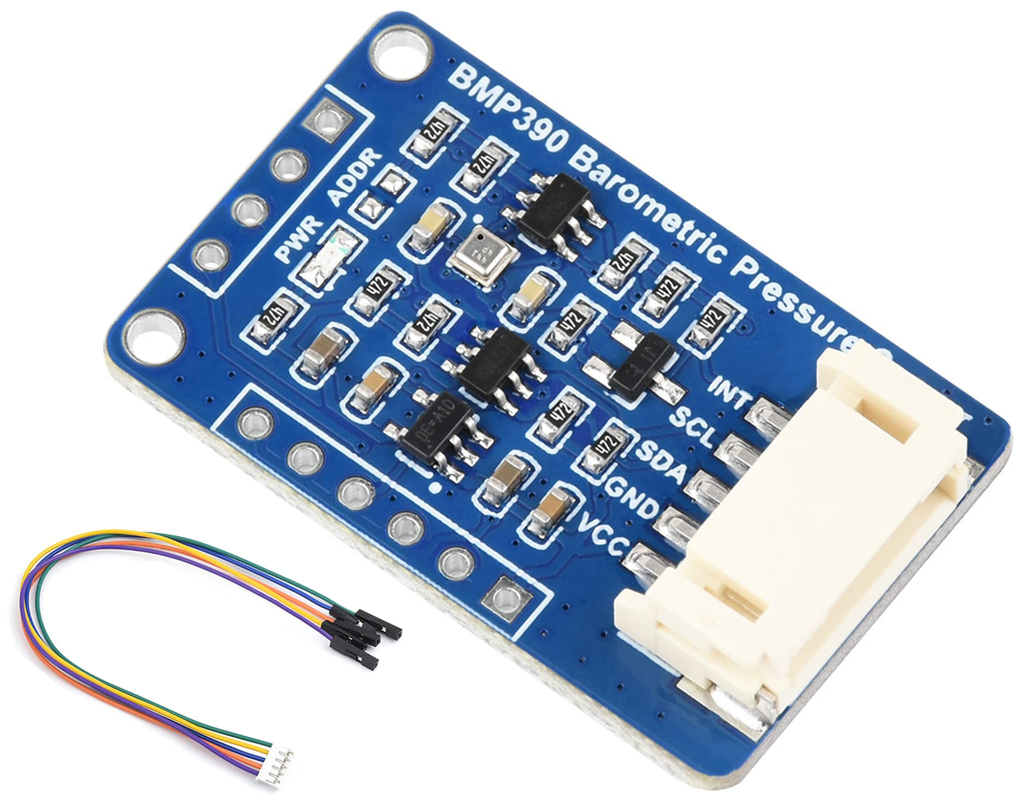 BMP390 Barometric Pressure
ADDR
PWR
472
472
472
472
472
472
472
472
472
472
INT
SCL
SDA
GND
VCC